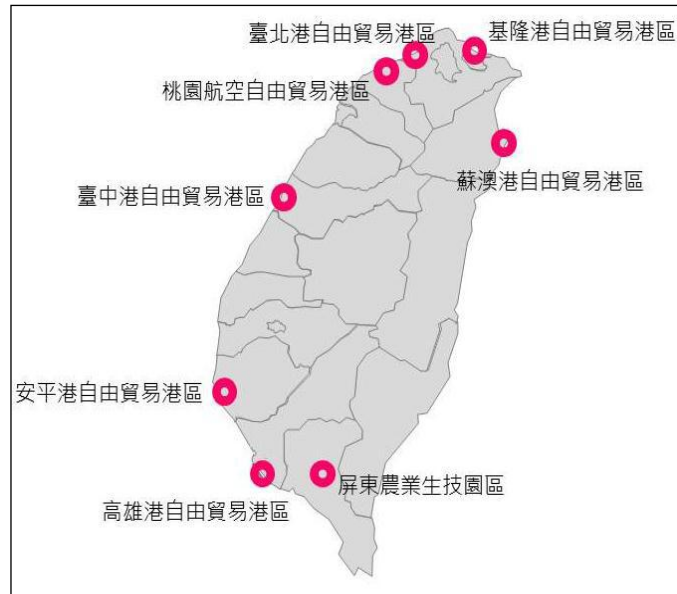 臺北港自由貿易港區
基隆港自由貿易港區
桃園航空自由貿易港區
蘇澳港自由貿易港區
臺中港自由貿易港區
安平港自由貿易港區
屏東農業生技園區
高雄港自由貿易港區